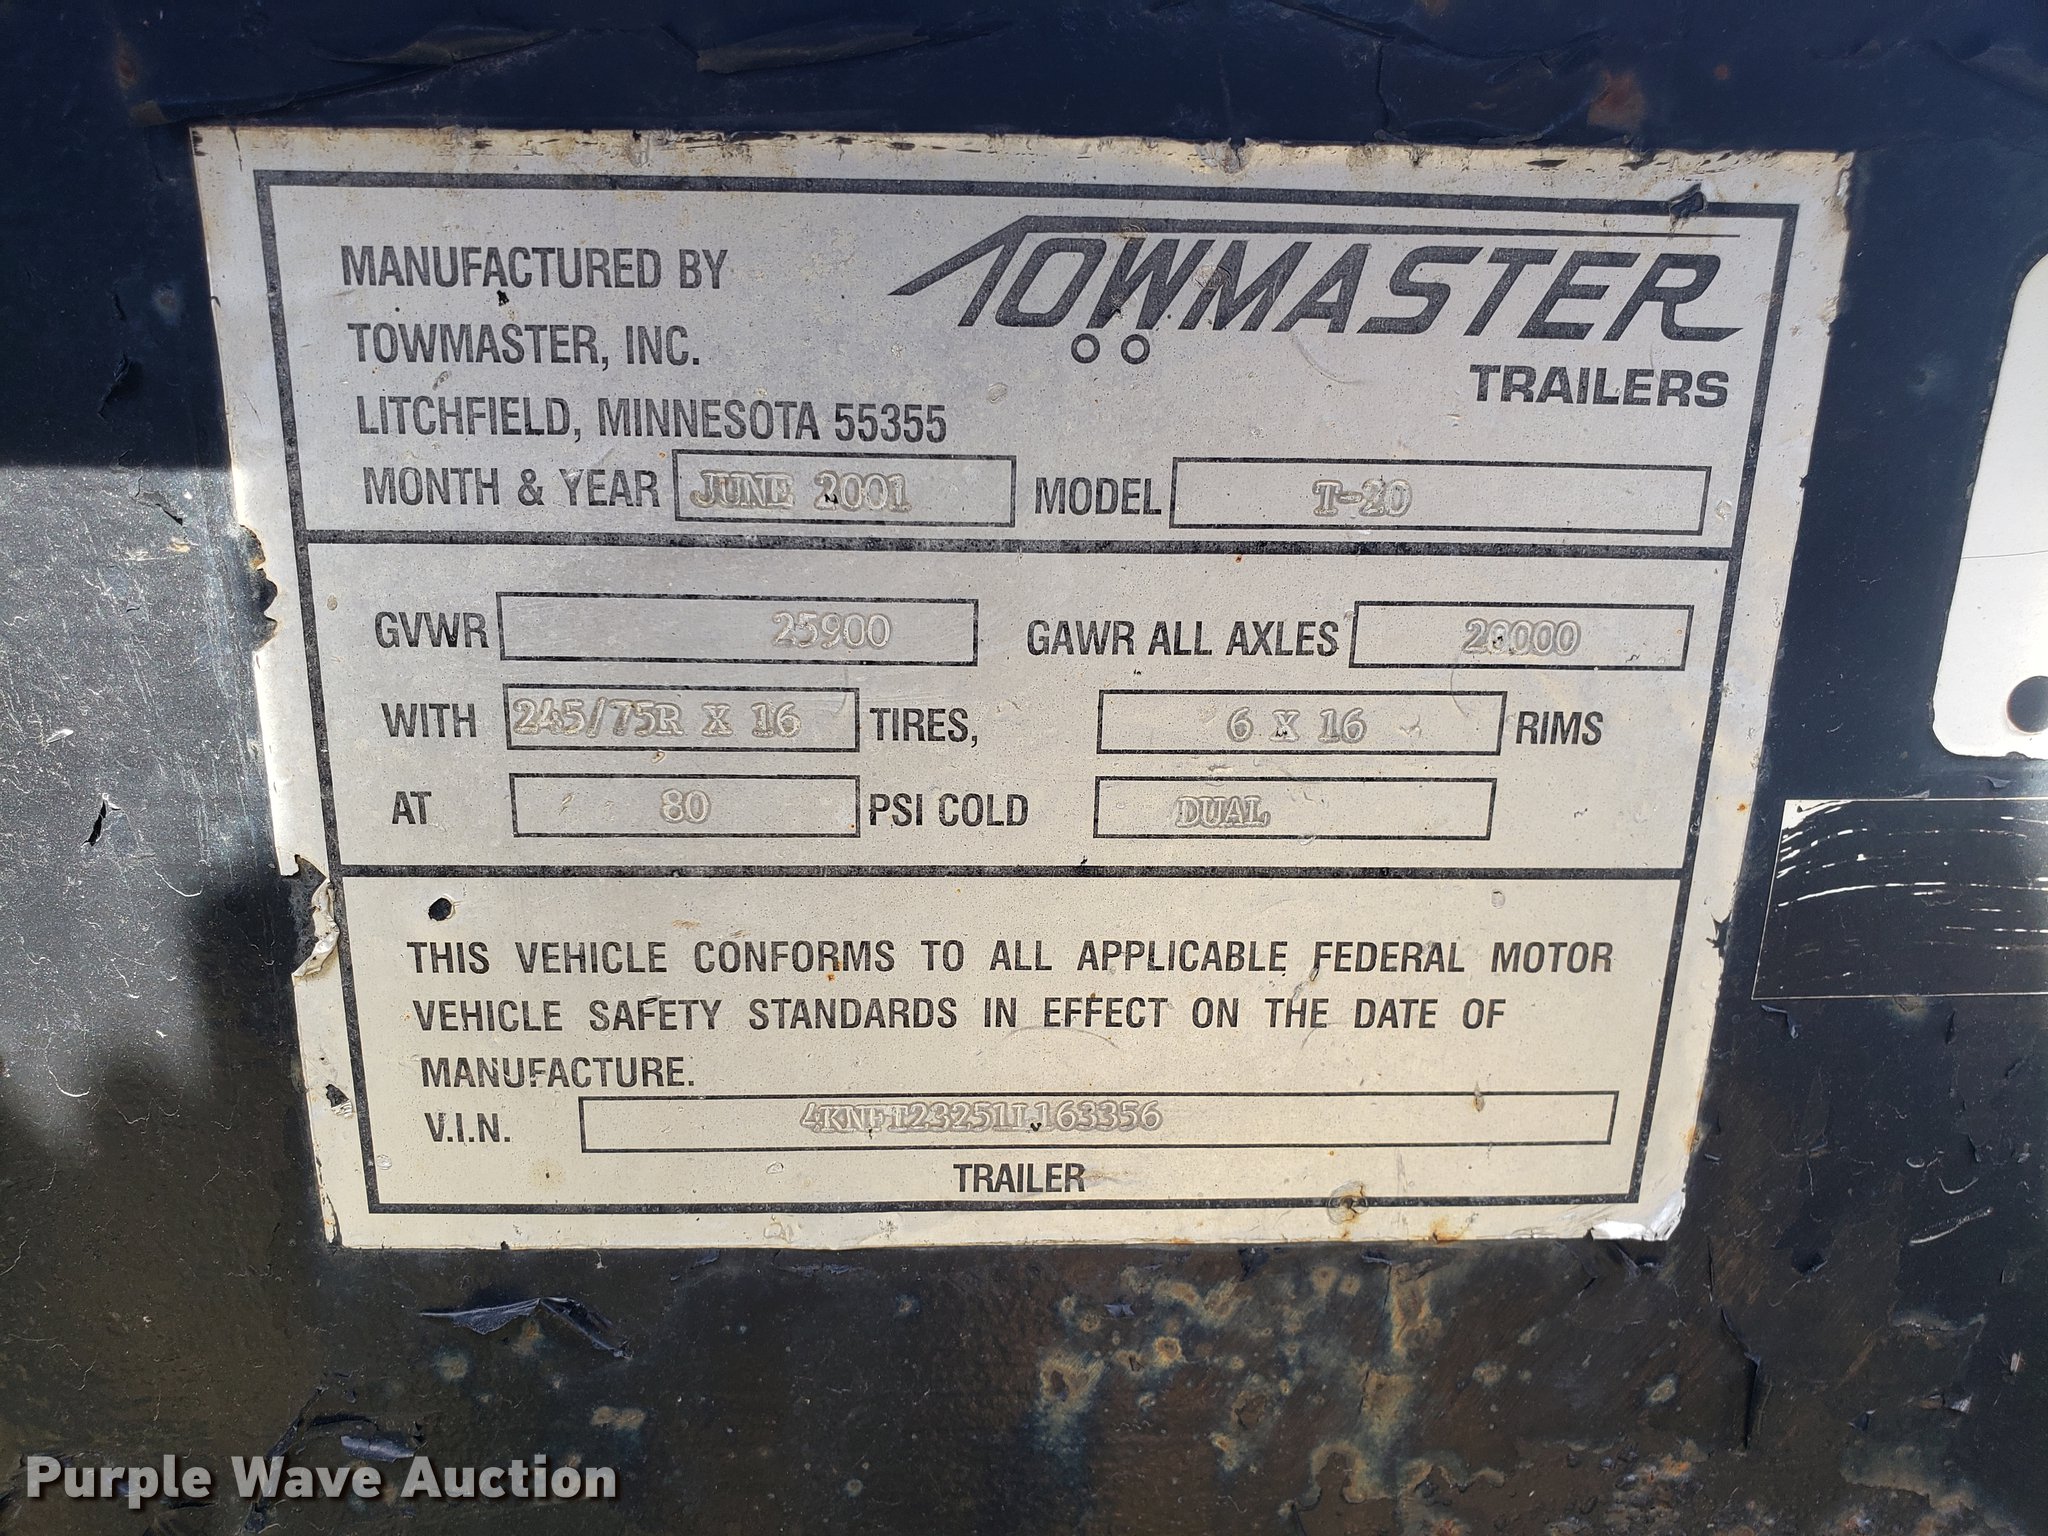 TOWMASTER
TRAILERS
MANUFACTURED BY
TOWMASTER, INC.
LITCHFIELD, MINNESOTA 55355
MONTH & YEAR JUNE 2001 MODEL T-20
GVWR 25900 GAWR ALL AXLES 20000
WITH 245/75R X 16 TIRES, 6 X 16 RIMS
AT 80 PSI COLD DUAL
THIS VEHICLE CONFORMS TO ALL APPLICABLE FEDERAL MOTOR
VEHICLE SAFETY STANDARDS IN EFFECT ON THE DATE OF
MANUFACTURE.
V.I.N. 4KNFT23251L163356
TRAILER
Purple Wave Auction